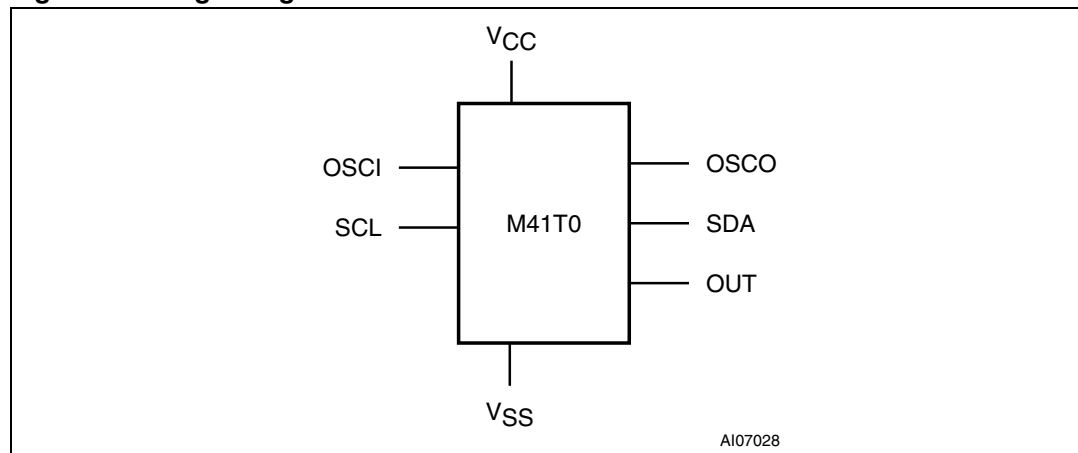 VCC
OSCI
OSCO
SCL
M41T0
SDA
OUT
VSS
AI07028